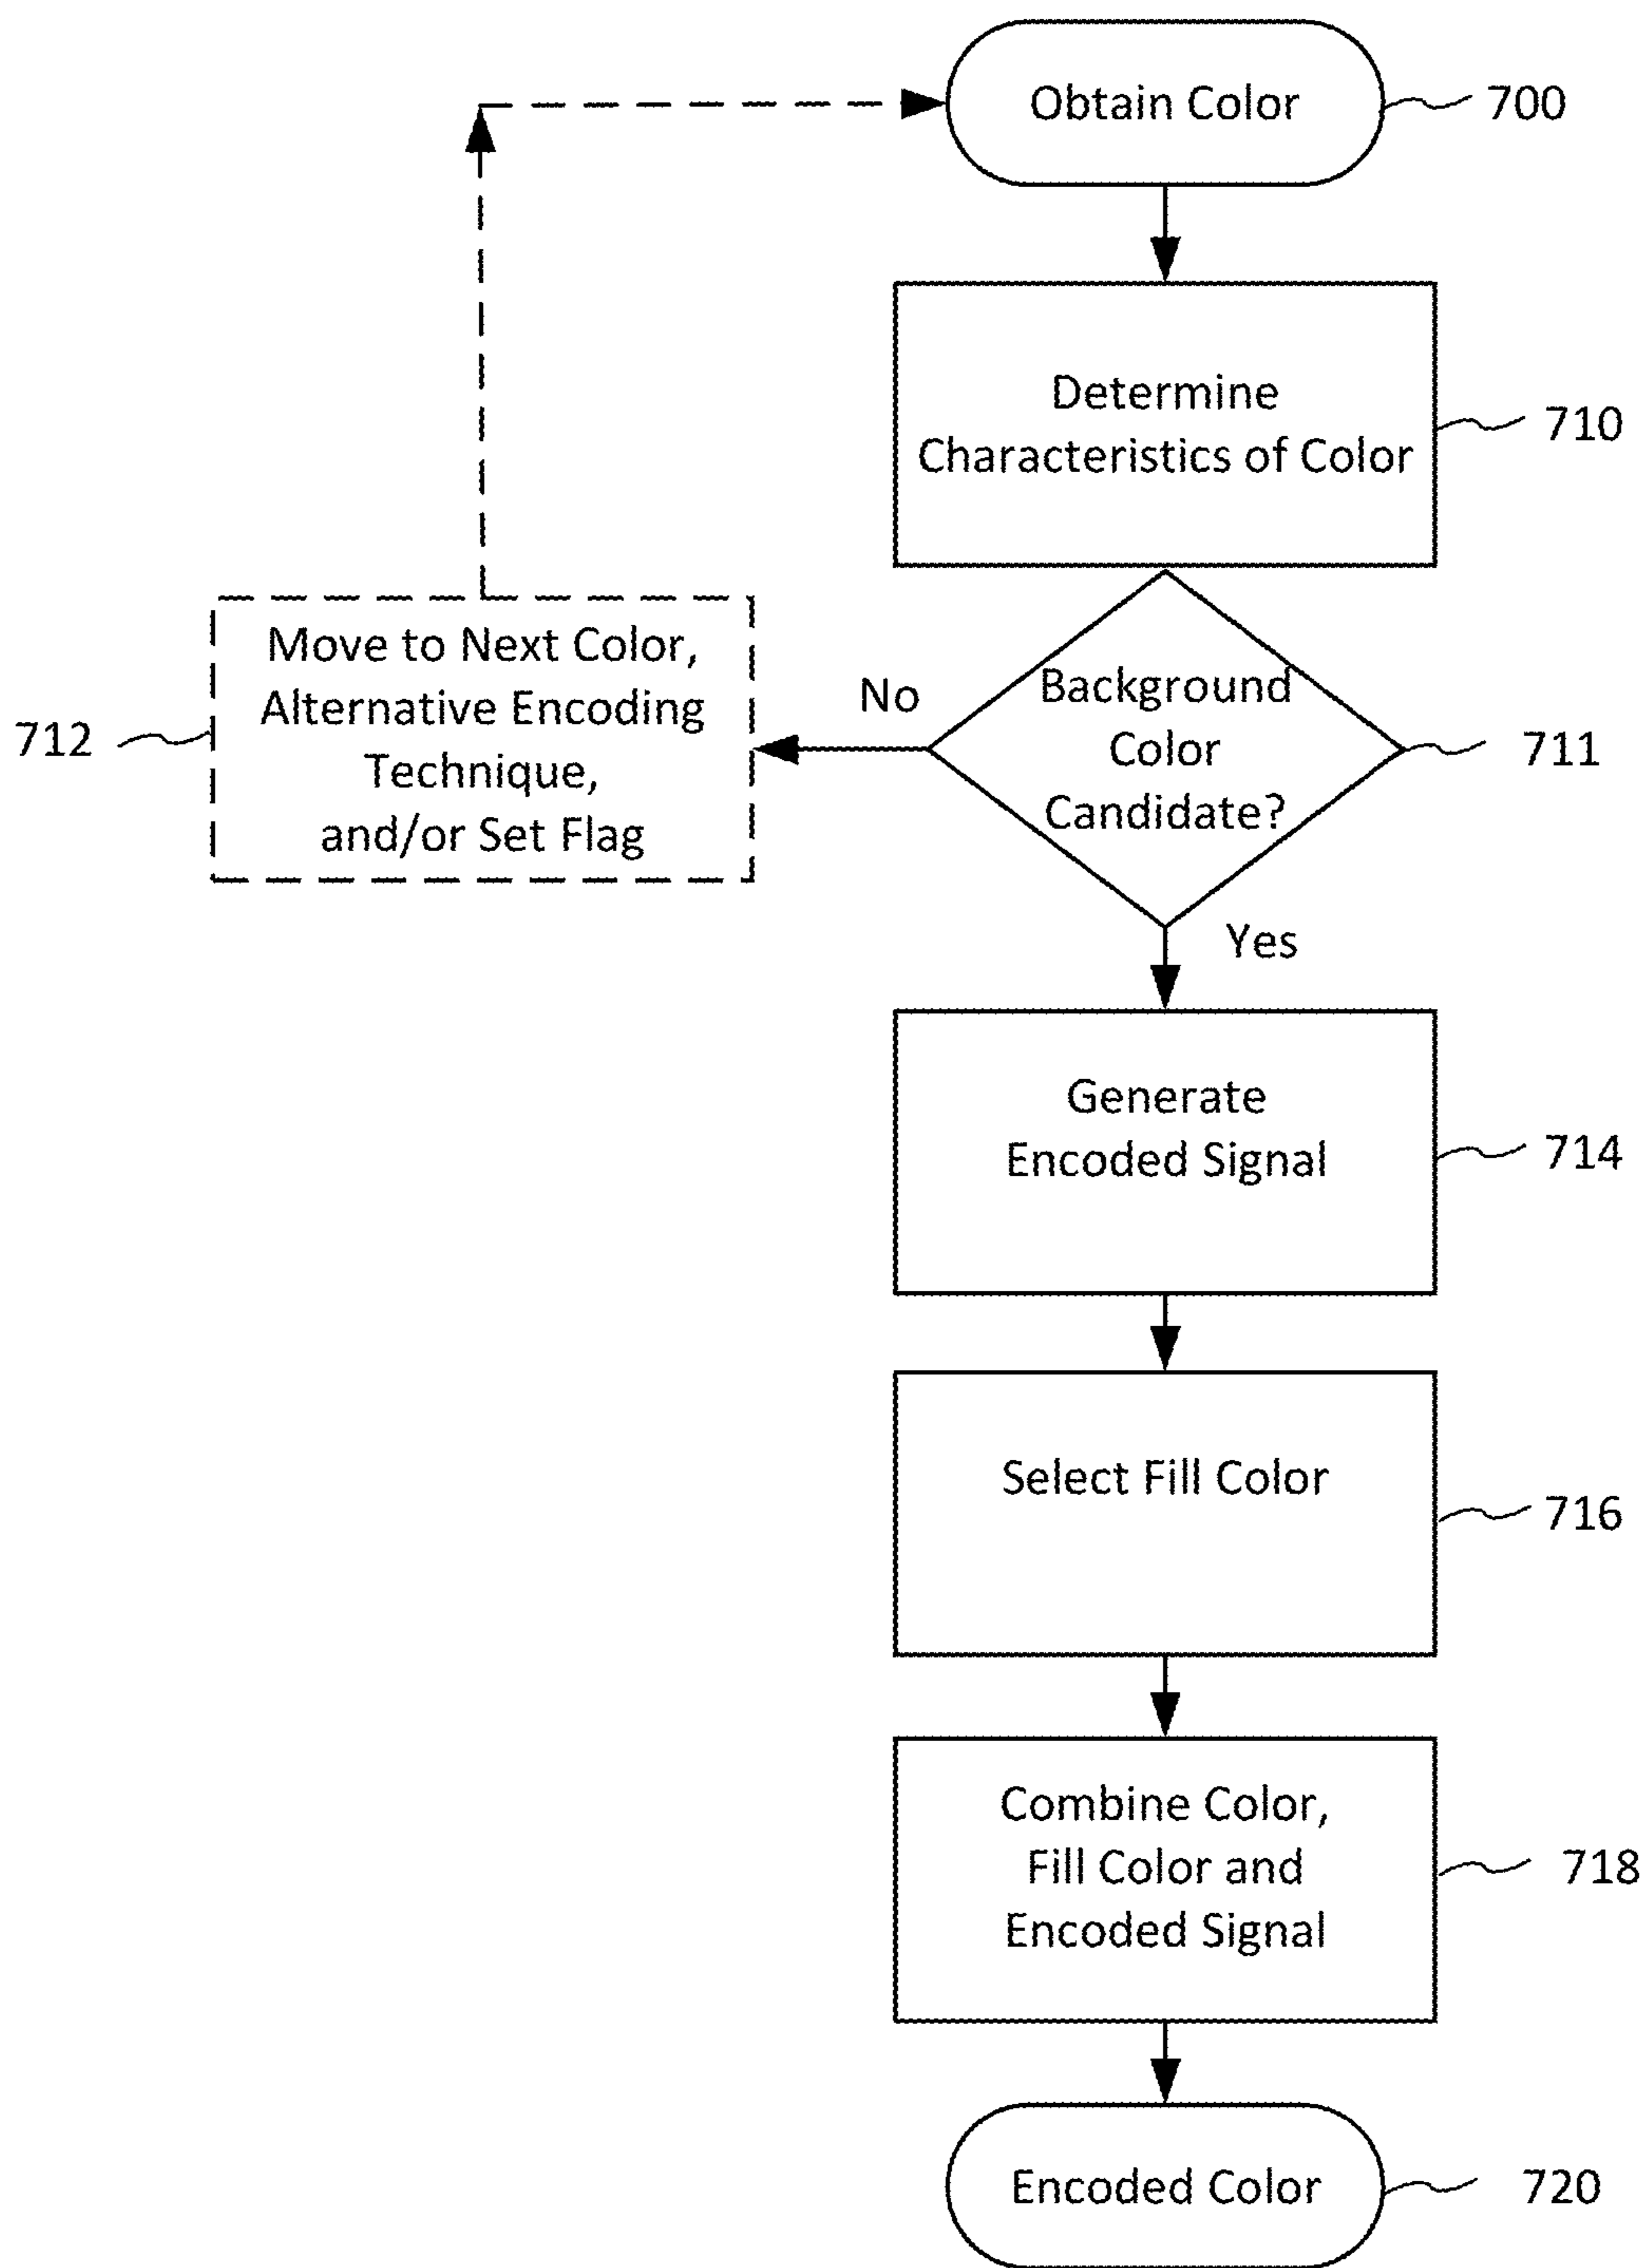 Obtain Color
700
Determine
Characteristics of Color
710
Background
Color
Candidate?
711
No
Move to Next Color,
Alternative Encoding
Technique,
and/or Set Flag
712
Yes
Generate
Encoded Signal
714
Select Fill Color
716
Combine Color,
Fill Color and
Encoded Signal
718
Encoded Color
720